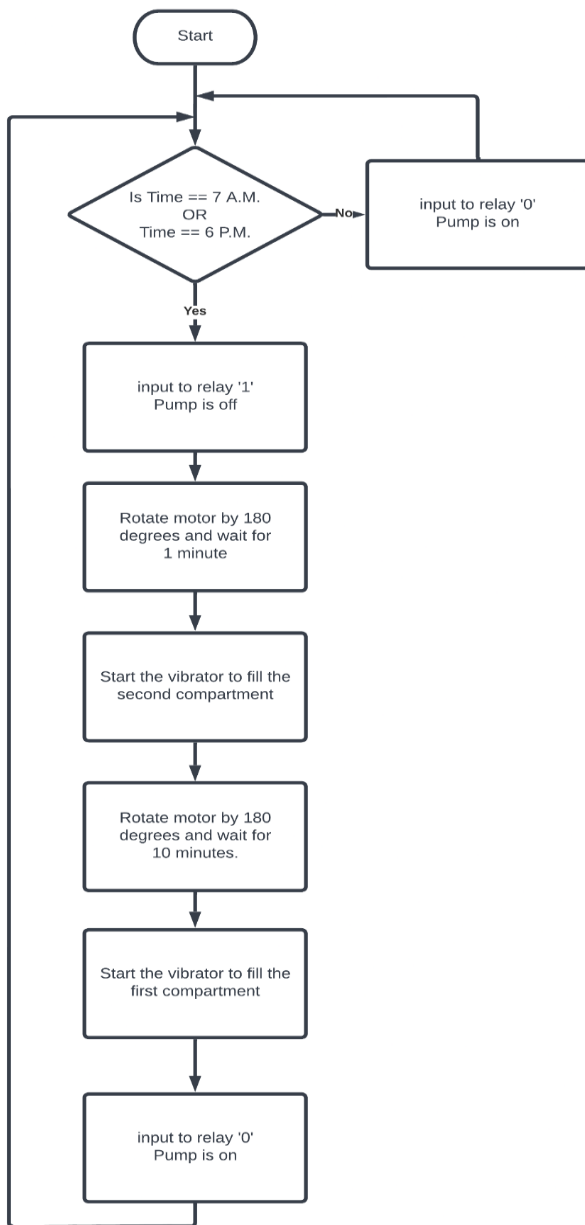 Start
Is Time == 7 A.M.
OR
Time == 6 P.M.
No
input to relay '0'
Pump is on
Yes
input to relay '1'
Pump is off
Rotate motor by 180
degrees and wait for
1 minute
Start the vibrator to fill the
second compartment
Rotate motor by 180
degrees and wait for
10 minutes.
Start the vibrator to fill the
first compartment
input to relay '0'
Pump is on